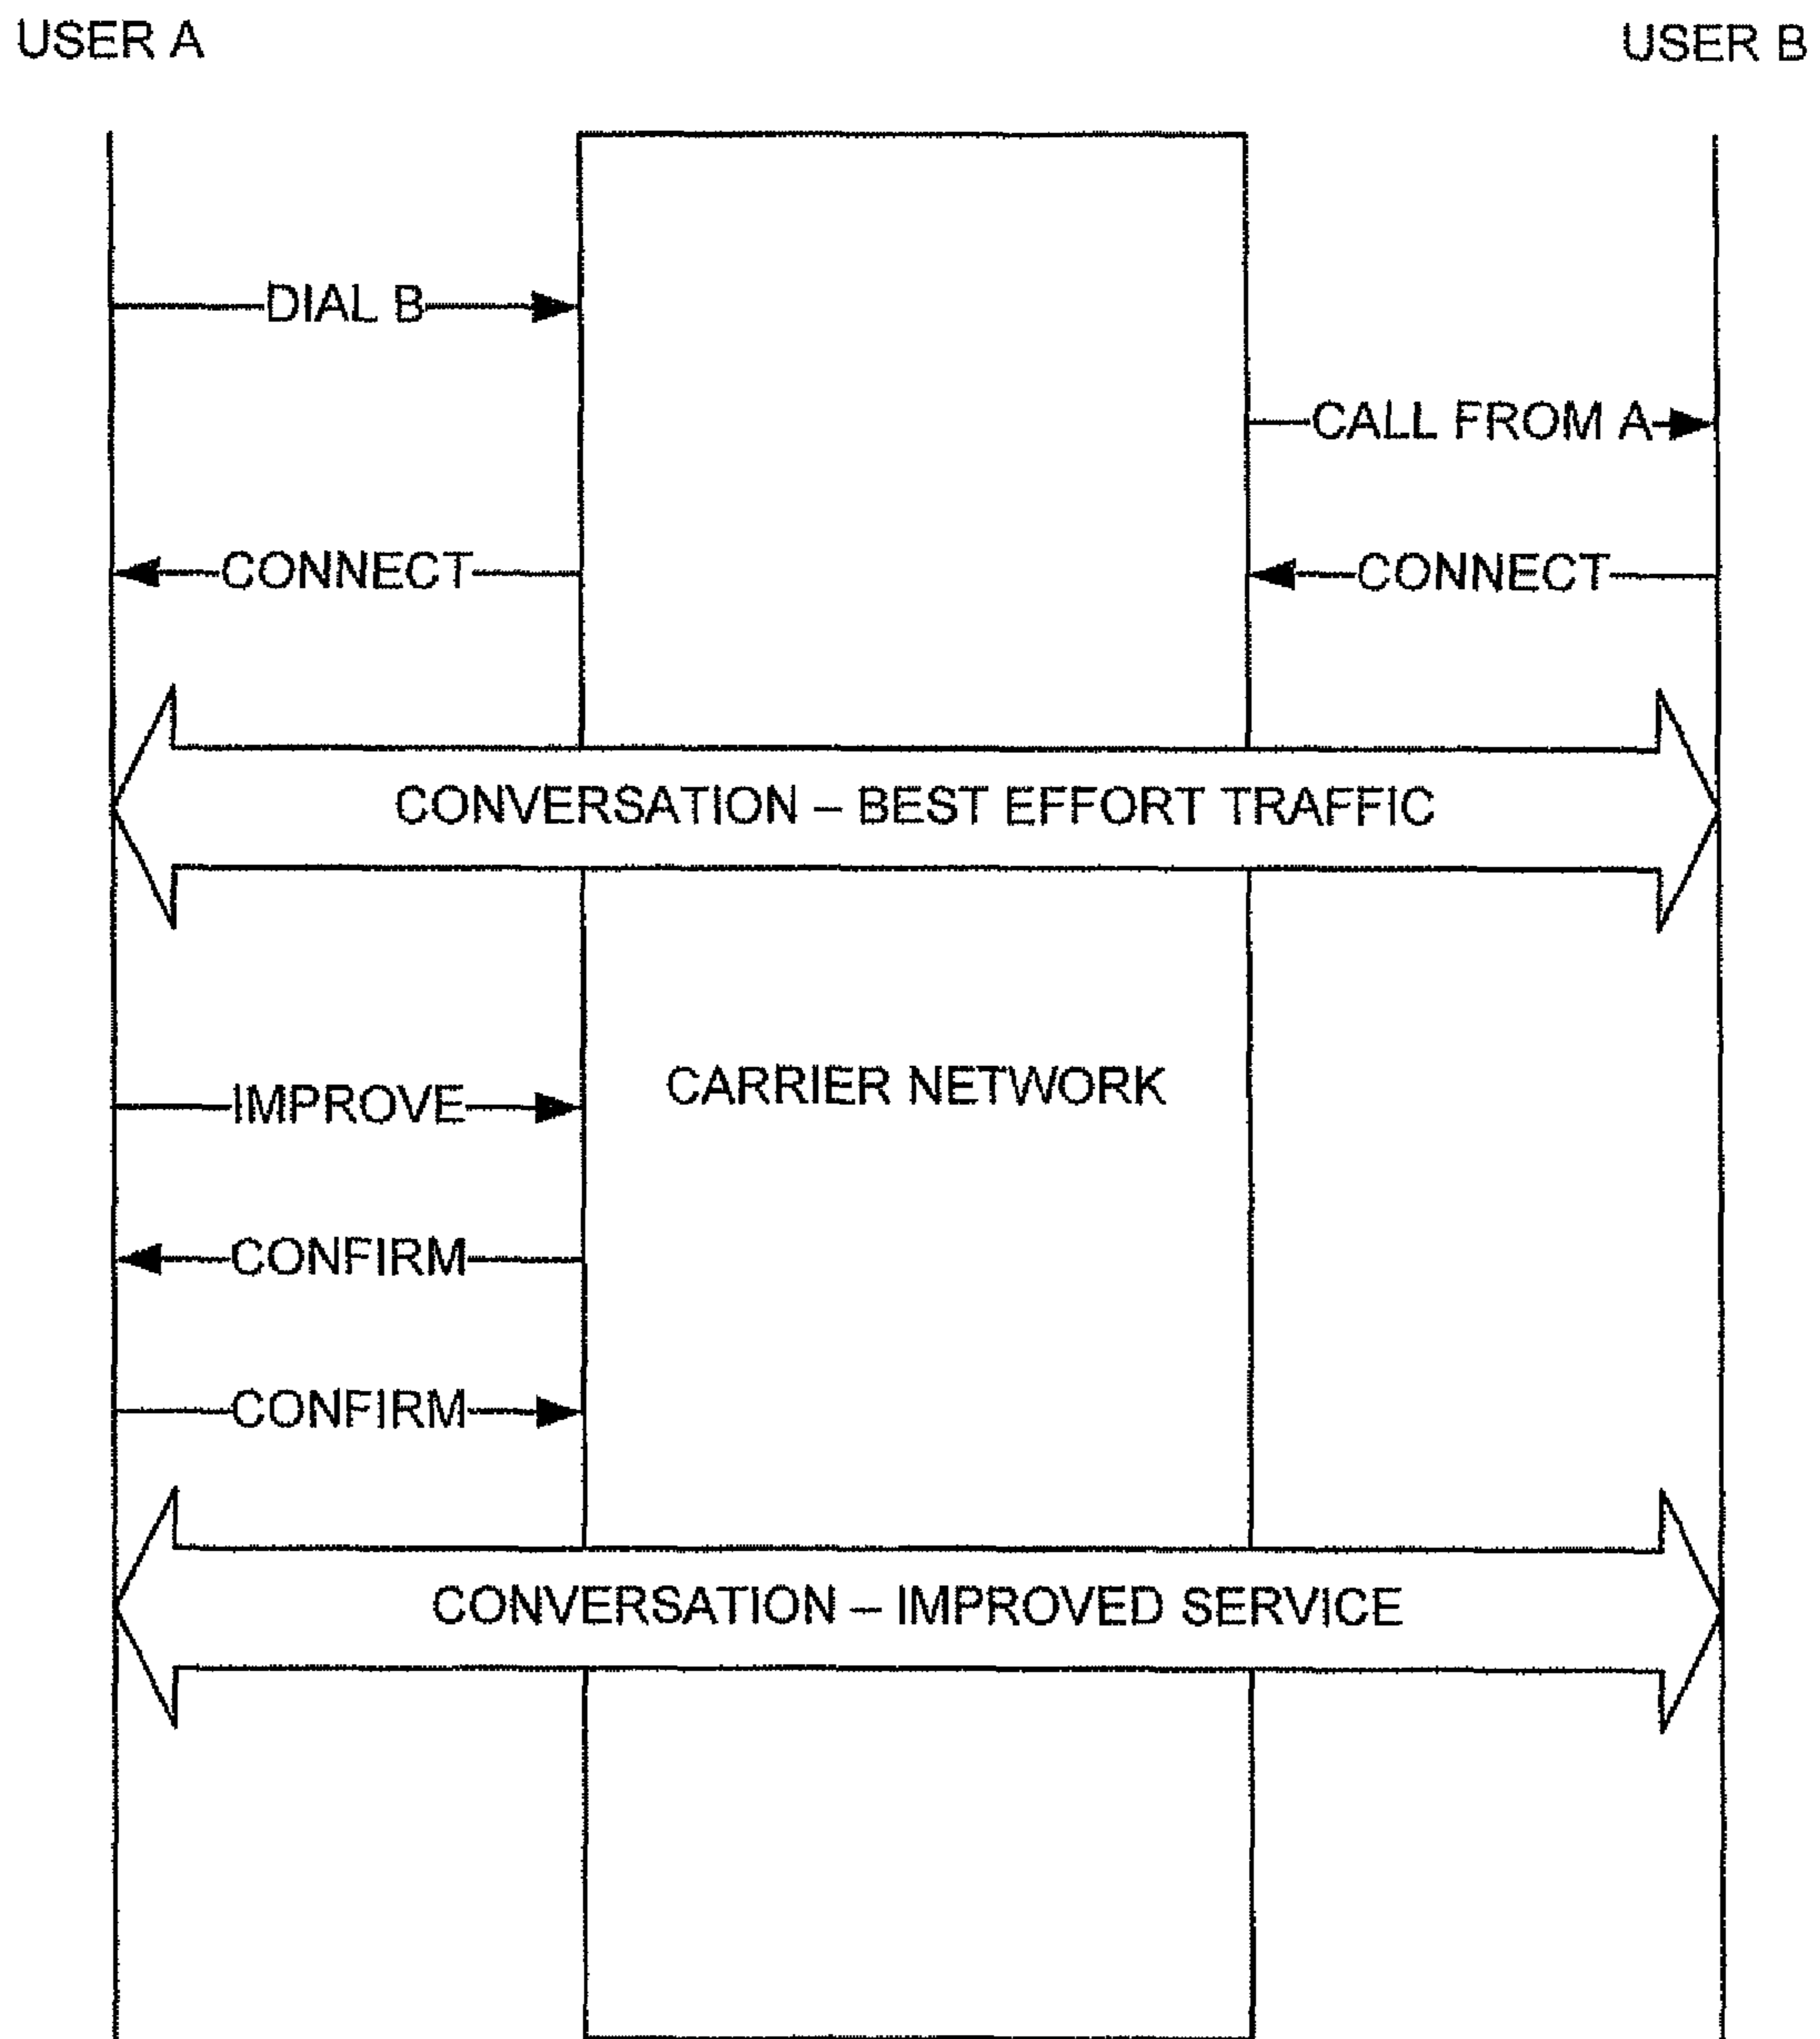 USER A
USER B
DIAL B
CALL FROM A
CONNECT
CONNECT
CONVERSATION – BEST EFFORT TRAFFIC
IMPROVE
CARRIER NETWORK
CONFIRM
CONFIRM
CONVERSATION – IMPROVED SERVICE